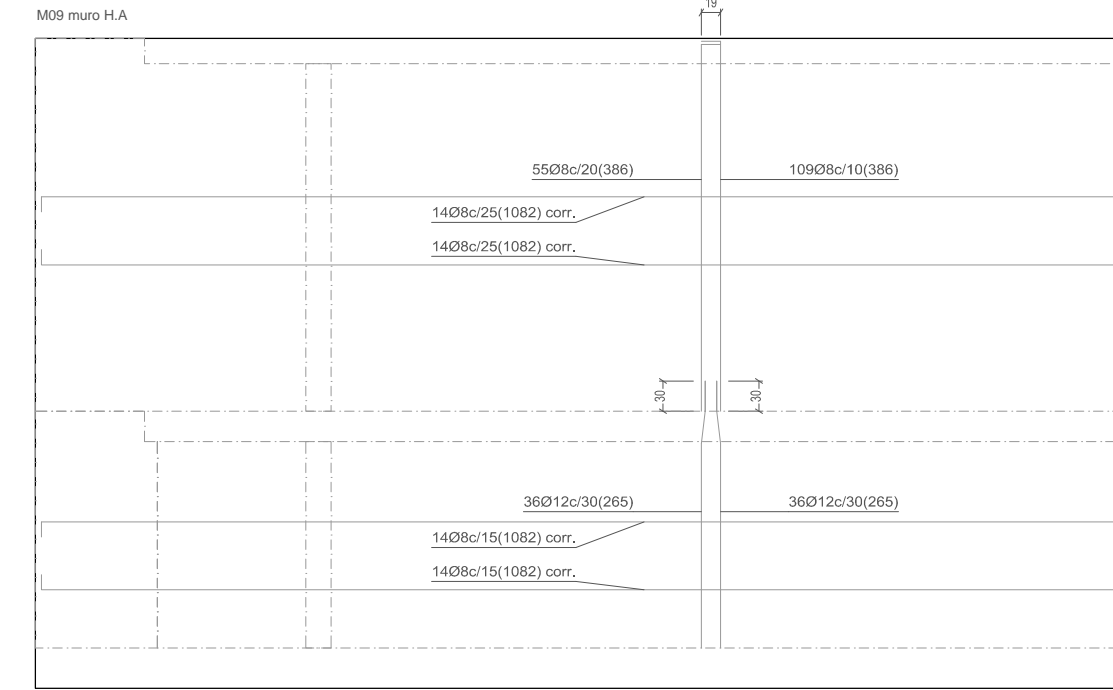 19
M09 muro H.A
55Ø8c/20(386)
109Ø8c/10(386)
14Ø8c/25(1082) corr.
14Ø8c/25(1082) corr.
30
30
36Ø12c/30(265)
36Ø12c/30(265)
14Ø8c/15(1082) corr.
14Ø8c/15(1082) corr.